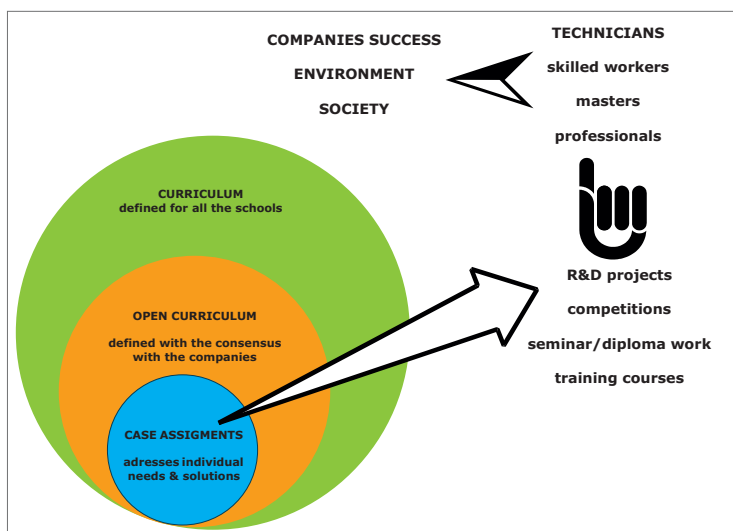 COMPANIES SUCCESS
ENVIRONMENT
SOCIETY
TECHNICIANS
skilled workers
masters
professionals
CURRICULUM
defined for all the schools
OPEN CURRICULUM
defined with the consensus
with the companies
CASE ASSIGMENTS
adresses individual
needs & solutions
R&D projects
competitions
seminar/diploma work
training courses